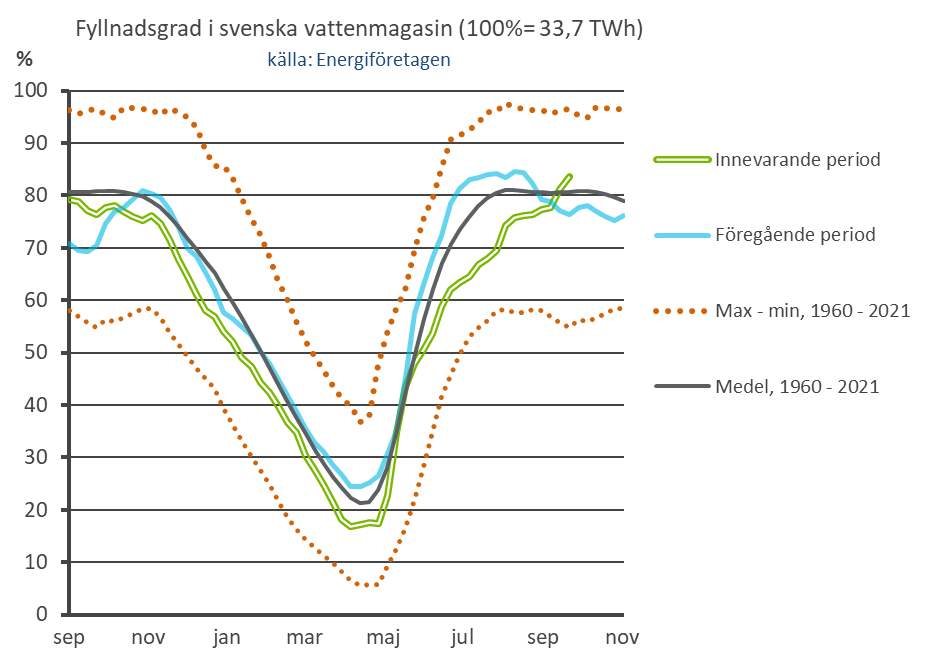 Fyllnadsgrad i svenska vattenmagasin (100%= 33,7 TWh)
%
källa: Energiföretagen
100
90
80
70
60
50
40
30
20
10
0
sep nov jan mar maj jul sep nov
Innevarande period
Föregående period
Max - min, 1960 - 2021
Medel, 1960 - 2021